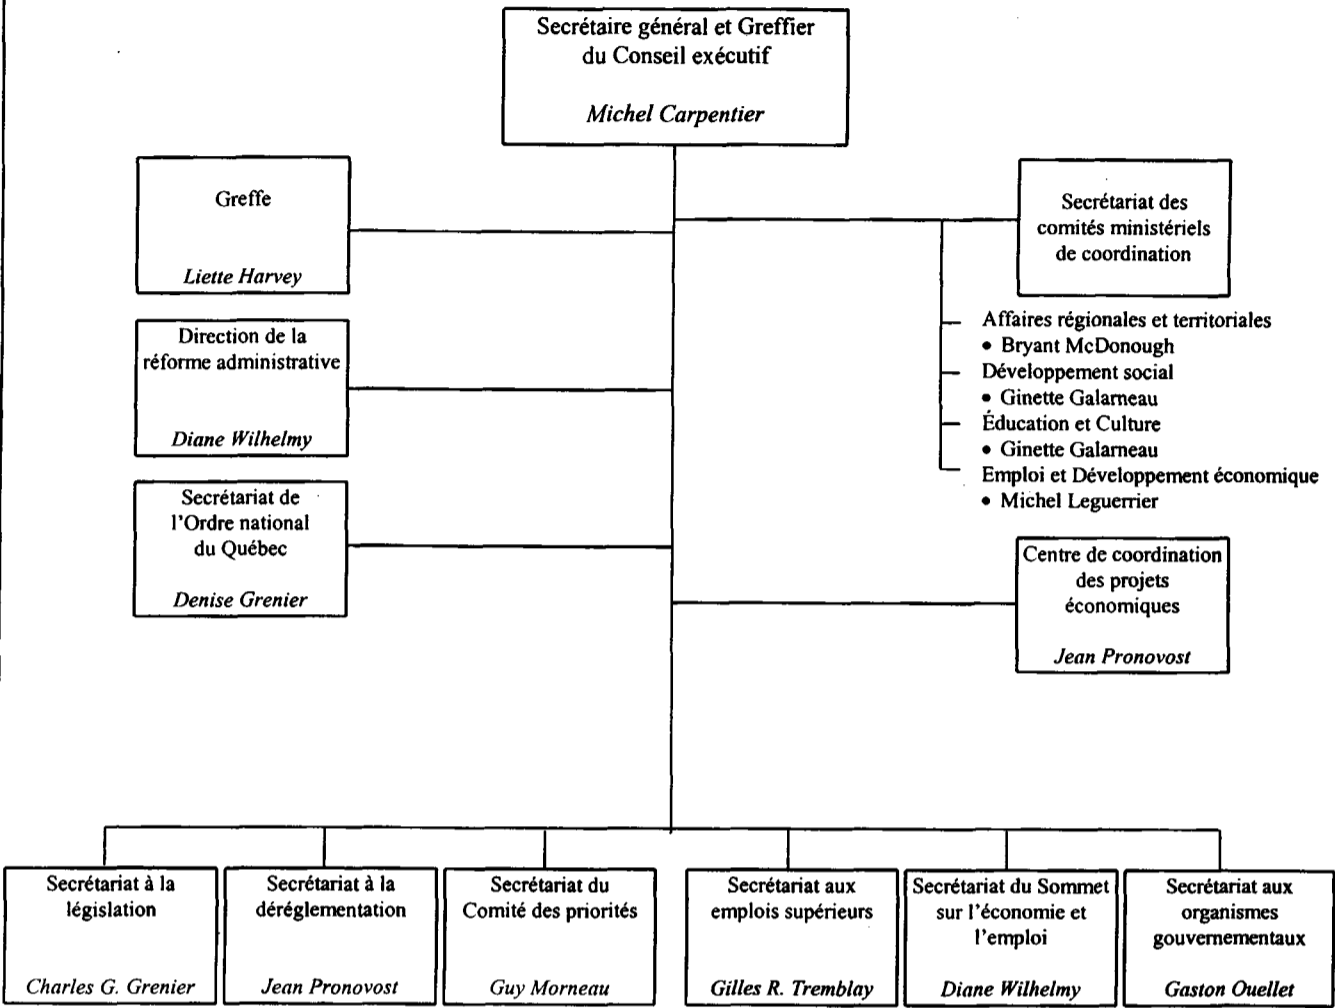 Secrétaire général et Greffier
du Conseil exécutif
Michel Carpentier
Greffe
Liette Harvey
Direction de la
réforme administrative
Diane Wilhelmy
Secrétariat de
l'Ordre national
du Québec
Denise Grenier
Secrétariat des
comités ministériels
de coordination
Affaires régionales et territoriales
• Bryant McDonough
Développement social
• Ginette Galarneau
Éducation et Culture
• Ginette Galarneau
Emploi et Développement économique
• Michel Leguerrier
Centre de coordination
des projets
économiques
Jean Pronovost
Secrétariat à la
législation
Charles G. Grenier
Secrétariat à la
déréglementation
Jean Pronovost
Secrétariat du
Comité des priorités
Guy Morneau
Secrétariat aux
emplois supérieurs
Gilles R. Tremblay
Secrétariat du Sommet
sur l'économie et
l'emploi
Diane Wilhelmy
Secrétariat aux
organismes
gouvernementaux
Gaston Ouellet